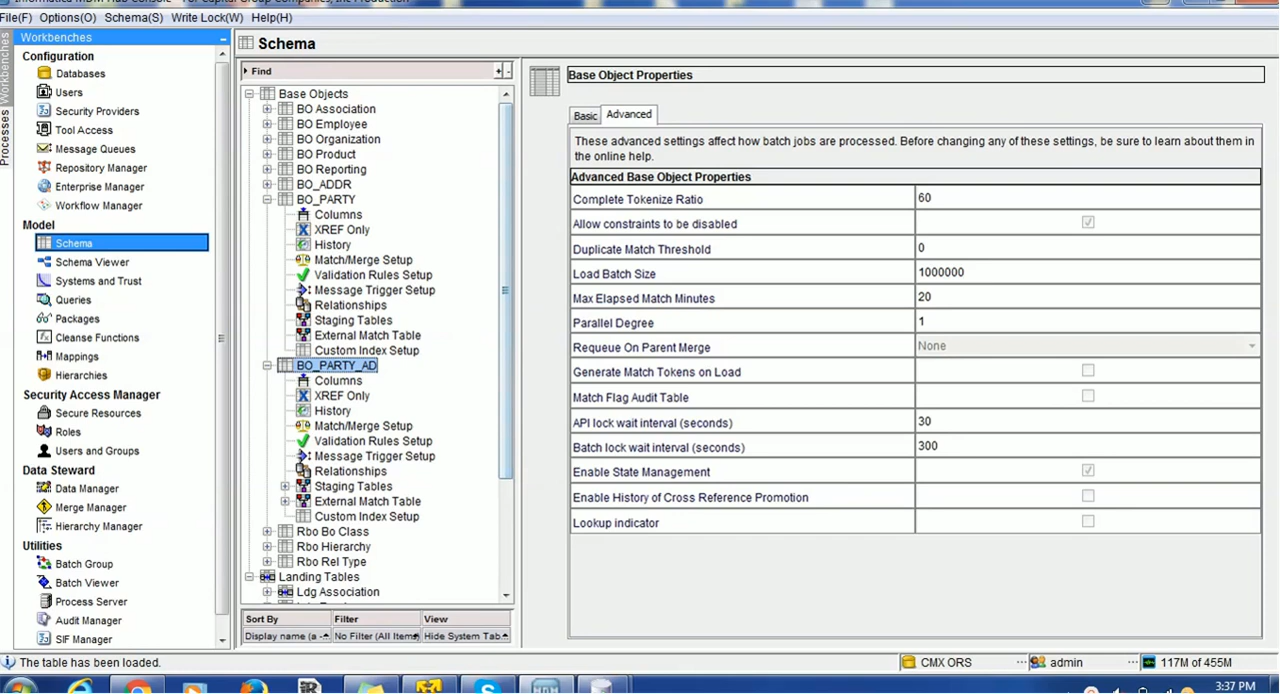 Informatica MDM Hub Console - For Capital Group Companies, Inc Production
File(F) Options(O) Schema(S) Write Lock(W) Help(H)
Workbenches
Processes
Workbenches
Configuration
Databases
Users
Security Providers
Tool Access
Message Queues
Repository Manager
Enterprise Manager
Workflow Manager
Model
Schema
Schema Viewer
Systems and Trust
Queries
Packages
Cleanse Functions
Mappings
Hierarchies
Security Access Manager
Secure Resources
Roles
Users and Groups
Data Steward
Data Manager
Merge Manager
Hierarchy Manager
Utilities
Batch Group
Batch Viewer
Process Server
Audit Manager
SIF Manager
Schema
Find
Base Objects
BO Association
BO Employee
BO Organization
BO Product
BO Reporting
BO_ADDR
BO_PARTY
Columns
XREF Only
History
Match/Merge Setup
Validation Rules Setup
Message Trigger Setup
Relationships
Staging Tables
External Match Table
Custom Index Setup
BO_PARTY_AD
Columns
XREF Only
History
Match/Merge Setup
Validation Rules Setup
Message Trigger Setup
Relationships
Staging Tables
External Match Table
Custom Index Setup
Rbo Bo Class
Rbo Hierarchy
Rbo Rel Type
Landing Tables
Ldg Association
Sort By Filter View
Display name (a - No Filter (All Items) Hide System Tab..
Base Object Properties
Basic Advanced
These advanced settings affect how batch jobs are processed. Before changing any of these settings, be sure to learn about them in
the online help.
Advanced Base Object Properties
Complete Tokenize Ratio 60
Allow constraints to be disabled
Duplicate Match Threshold 0
Load Batch Size 1000000
Max Elapsed Match Minutes 20
Parallel Degree 1
Requeue On Parent Merge None
Generate Match Tokens on Load
Match Flag Audit Table
API lock wait interval (seconds) 30
Batch lock wait interval (seconds) 300
Enable State Management
Enable History of Cross Reference Promotion
Lookup indicator
The table has been loaded.
CMX ORS ... admin ... 117M of 455M
3:37 PM